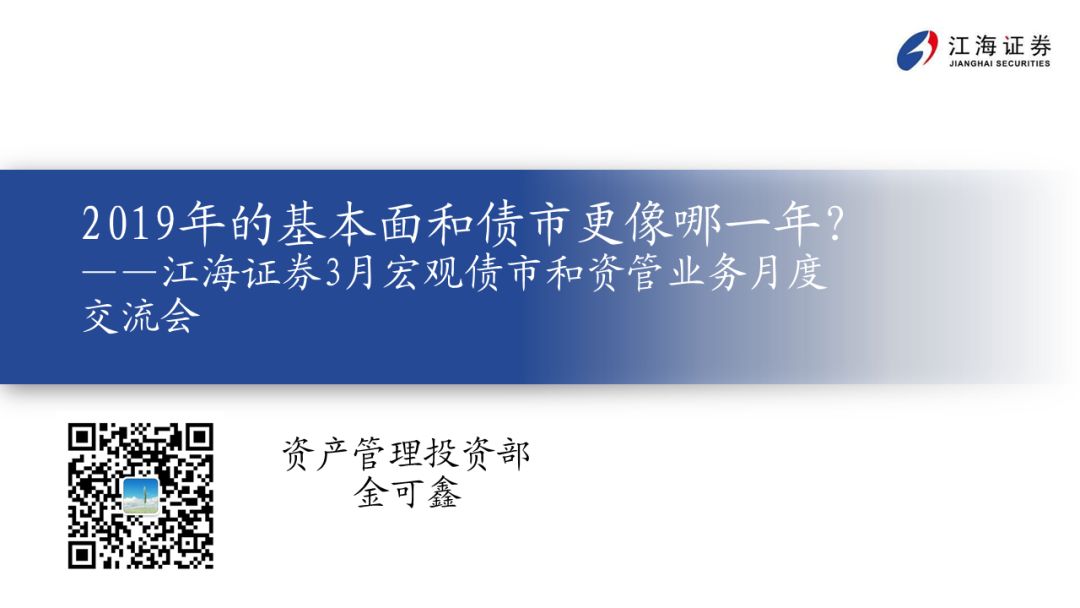 江海证券
JIANGHAI SECURITIES
2019年的基本面和债市更像哪一年？
——江海证券3月宏观债市和资管业务月度
交流会
资产管理投资部
金可鑫